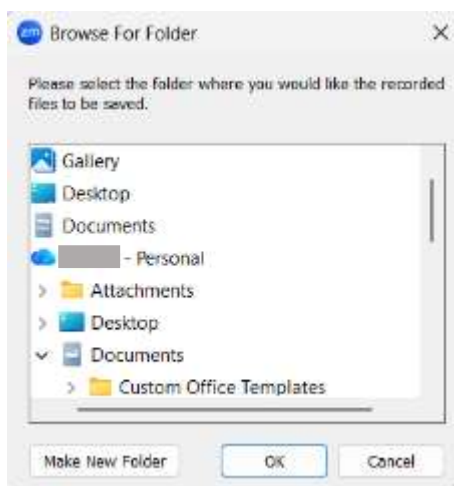 zm Browse For Folder
Please select the folder where you would like the recorded
files to be saved.
Gallery
Desktop
Documents
- Personal
Attachments
Desktop
Documents
Custom Office Templates
Make New Folder OK Cancel